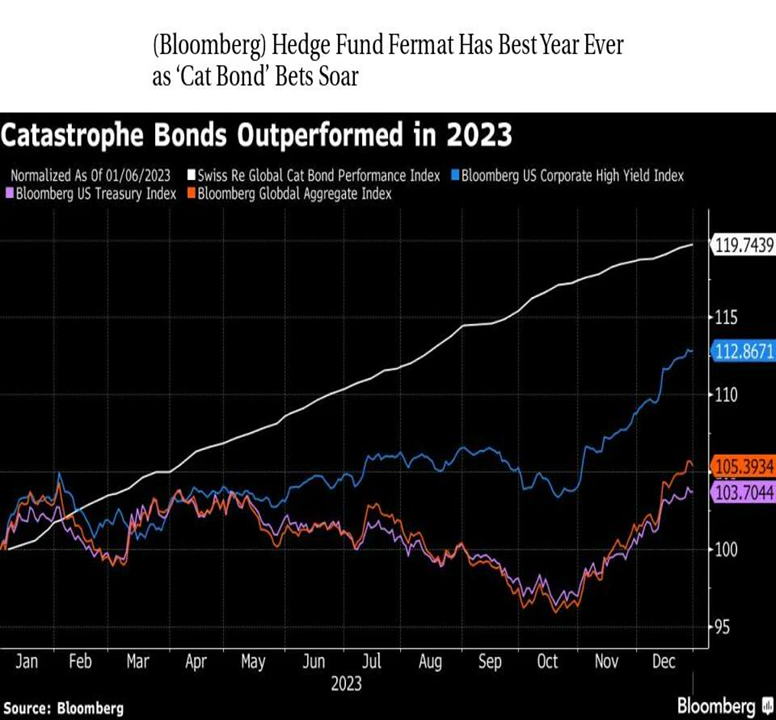 (Bloomberg) Hedge Fund Fermat Has Best Year Ever
as ‘Cat Bond’ Bets Soar
Catastrophe Bonds Outperformed in 2023
Normalized As Of 01/06/2023 Swiss Re Global Cat Bond Performance Index Bloomberg US Corporate High Yield Index
Bloomberg US Treasury Index Bloomberg Globdal Aggregate Index
119.7439
115
112.8671
110
105.3934
103.7044
100
95
Jan Feb Mar Apr May Jun Jul Aug Sep Oct Nov Dec
2023
Source: Bloomberg
Bloomberg